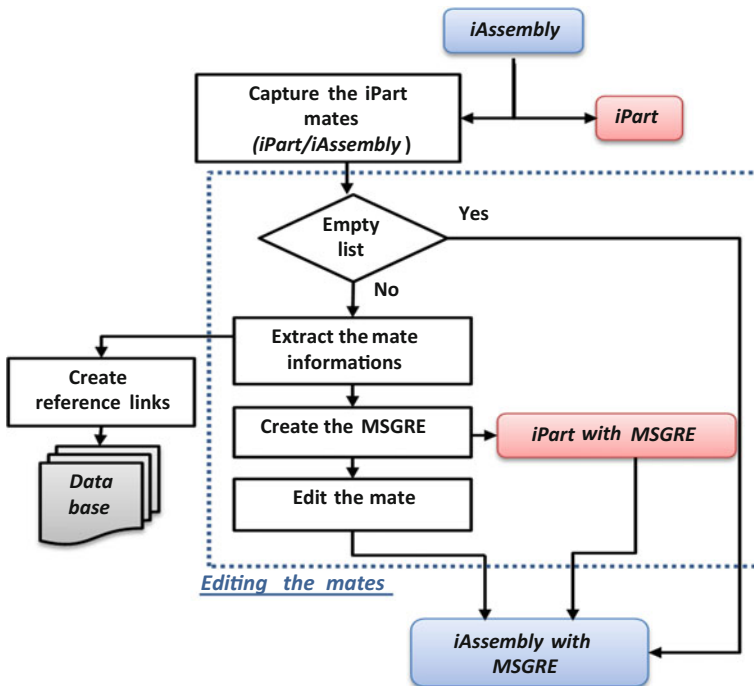 iAssembly
Capture the iPart
mates
(iPart/iAssembly)
iPart
Empty
list
Yes
No
Extract the mate
informations
Create
reference links
Create the MSGRE
iPart with MSGRE
Data
base
Edit the mate
Editing the mates
iAssembly with
MSGRE